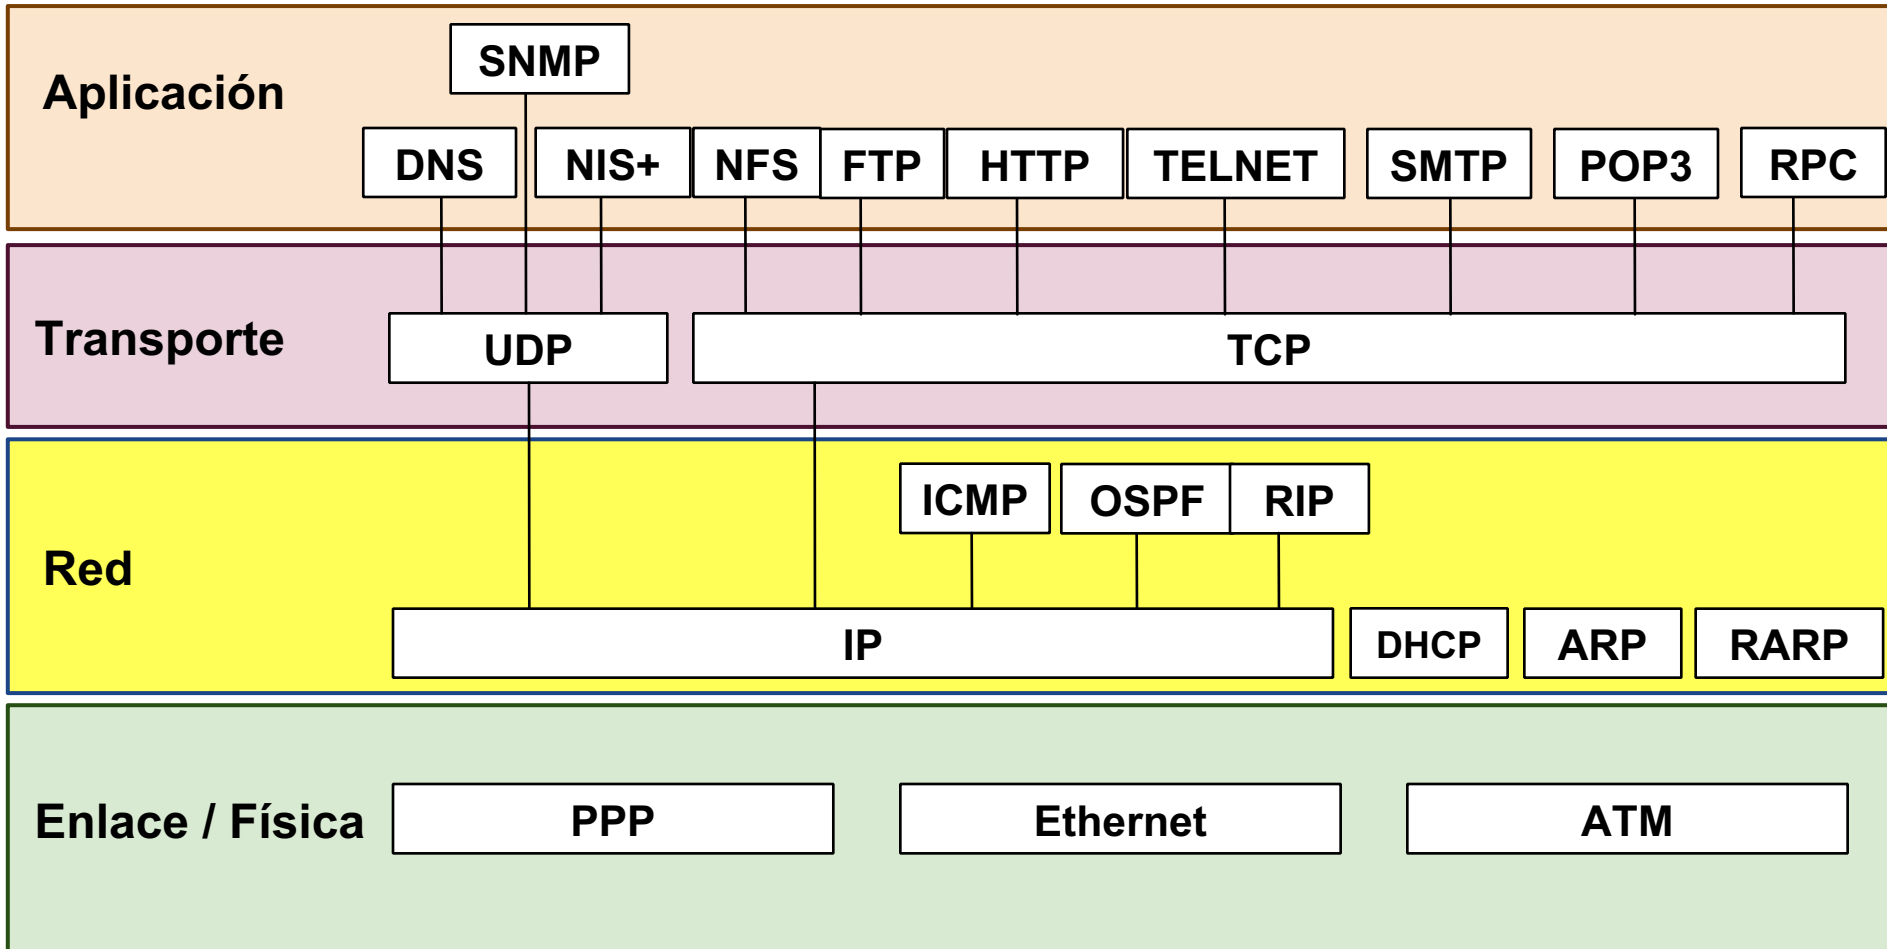 SNMP
Aplicación
DNS
NIS+
NFS
FTP
HTTP
TELNET
SMTP
POP3
RPC
Transporte
UDP
TCP
ICMP
OSPF
RIP
Red
IP
DHCP
ARP
RARP
Enlace / Física
PPP
Ethernet
ATM